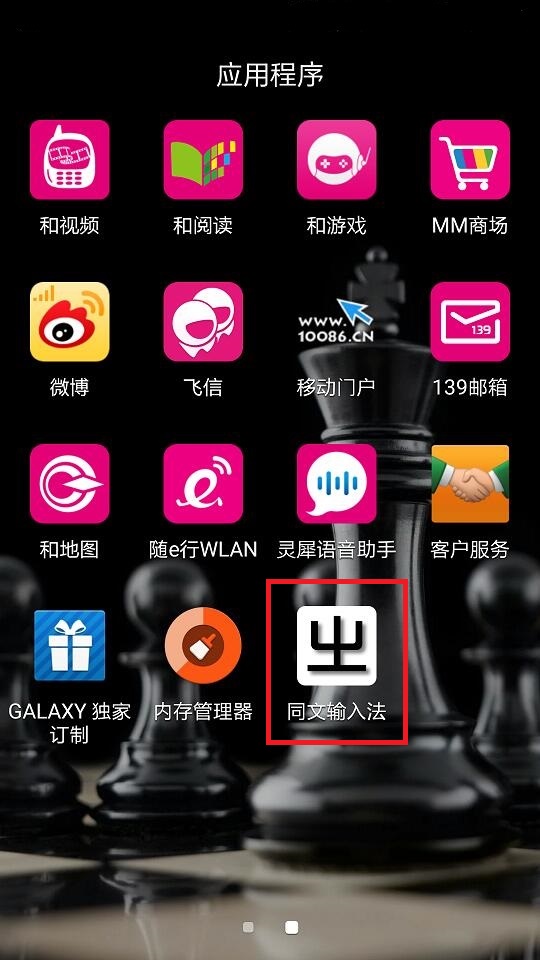 应用程序
和视频
和阅读
和游戏
MM商场
微博
飞信
WWW.
10086.CN
移动门户
139
139邮箱
和地图
随e行WLAN
灵犀语音助手
客户服务
GALAXY 独家
订制
内存管理器
同文输入法